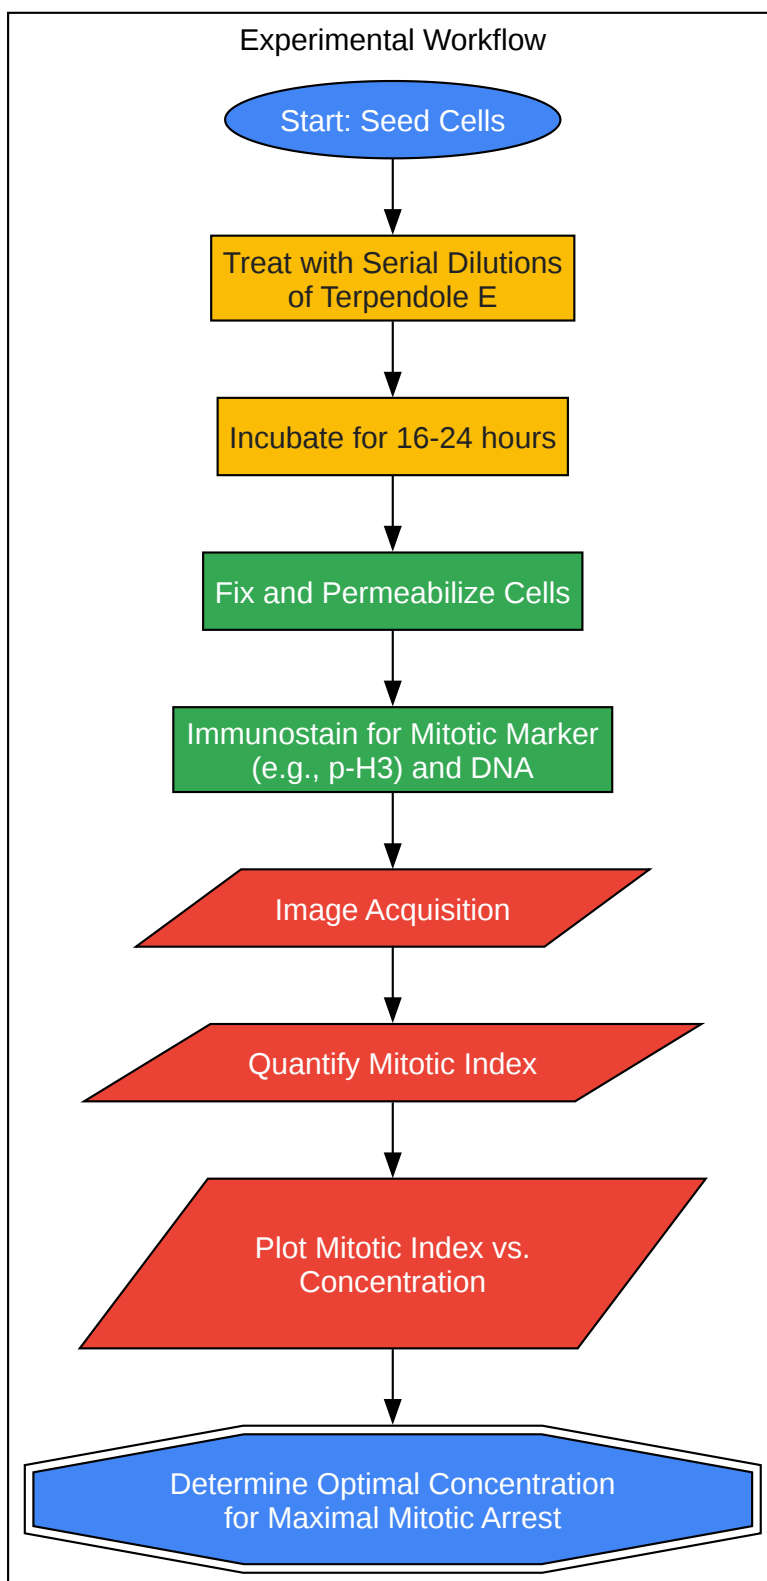 Experimental Workflow
Start: Seed Cells
Treat with Serial Dilutions
of Terpendole E
Incubate for 16-24 hours
Fix and Permeabilize Cells
Immunostain for Mitotic Marker
(e.g., p-H3) and DNA
Image Acquisition
Quantify Mitotic Index
Plot Mitotic Index vs.
Concentration
Determine Optimal Concentration
for Maximal Mitotic Arrest